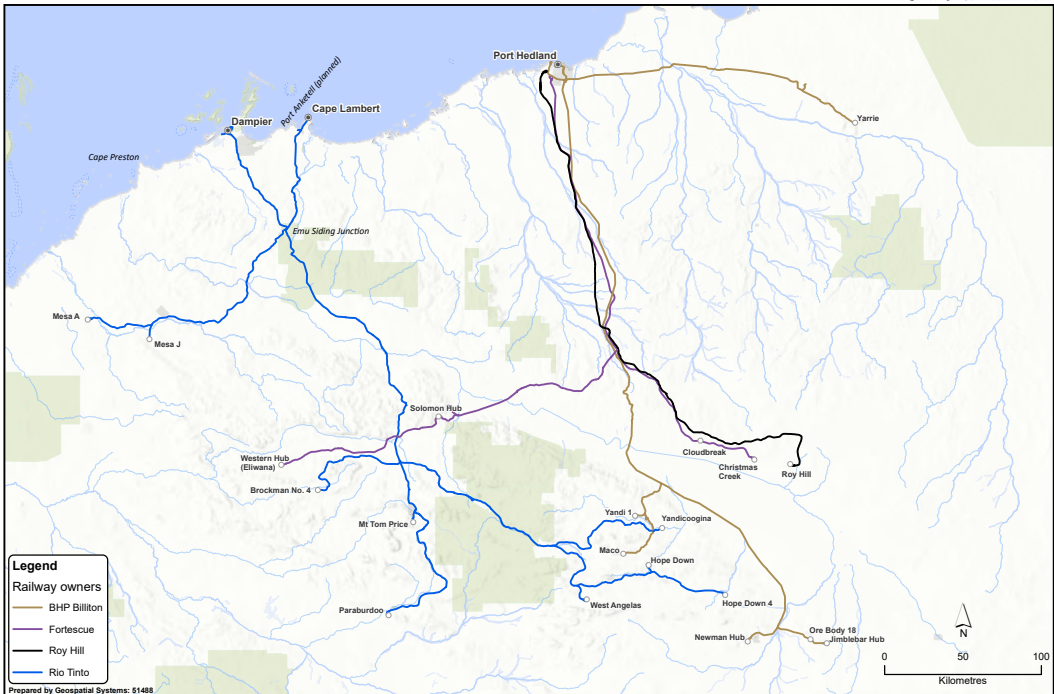 Port Hedland
Port Anketell (planned)
Cape Lambert
Dampier
Yarrie
Cape Preston
Emu Siding Junction
Mesa A
Mesa J
Solomon Hub
Western Hub
(Eliwana)
Cloudbreak
Christmas
Creek
Roy Hill
Brockman No. 4
Mt Tom Price
Yandi 1
Yandicoogina
Maco
Hope Down
Hope Down 4
West Angelas
Paraburdoo
Newman Hub
Ore Body 18
Jimblebar Hub
Legend
Railway owners
BHP Billiton
Fortescue
Roy Hill
Rio Tinto
N
0 50 100
Kilometres
Prepared by Geospatial Systems: 51488